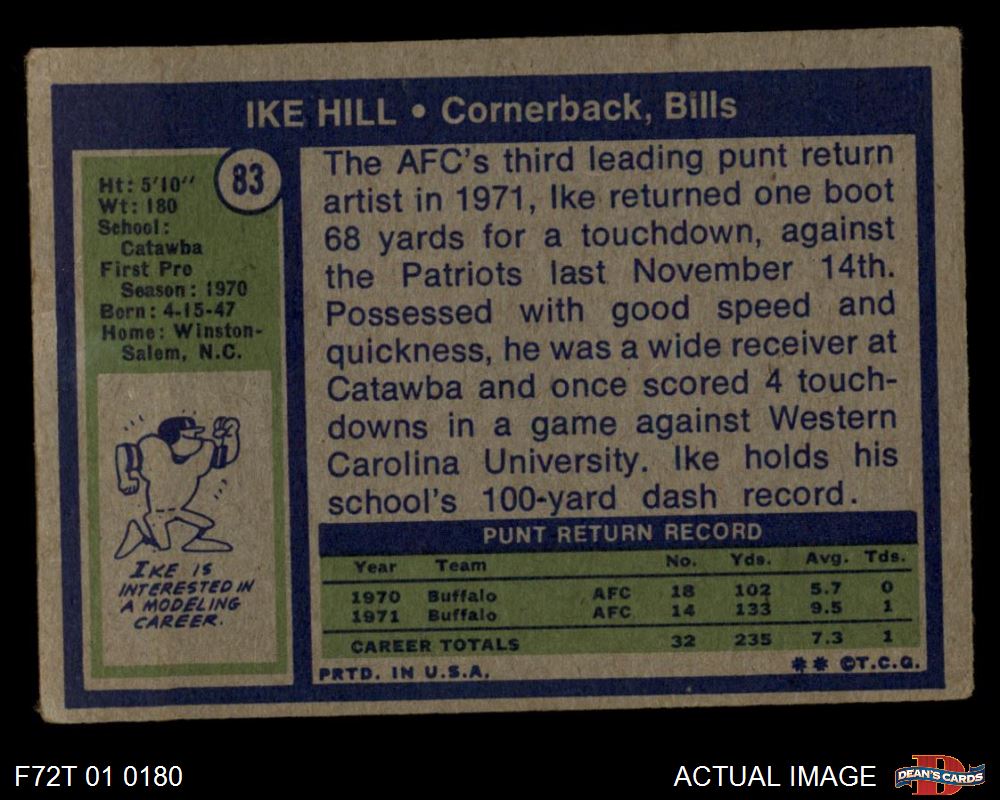 IKE HILL • Cornerback, Bills
83
Ht: 5'10''
Wt: 180
School:
Catawba
First Pro
Season: 1970
Born: 4-15-47
Home: Winston-
Salem, N.C.
IKE IS
INTERESTED IN
A MODELING
CAREER.
The AFC's third leading punt return
artist in 1971, Ike returned one boot
68 yards for a touchdown, against
the Patriots last November 14th.
Possessed with good speed and
quickness, he was a wide receiver at
Catawba and once scored 4 touch-
downs in a game against Western
Carolina University. Ike holds his
school's 100-yard dash record.
PUNT RETURN RECORD
Year Team No. Yds. Avg. Tds.
1970 Buffalo AFC 18 102 5.7 0
1971 Buffalo AFC 14 133 9.5 1
CAREER TOTALS 32 235 7.3 1
PRTD. IN U.S.A. ** ©T.C.G.
F72T 01 0180
ACTUAL IMAGE
D
DEAN'S CARDS